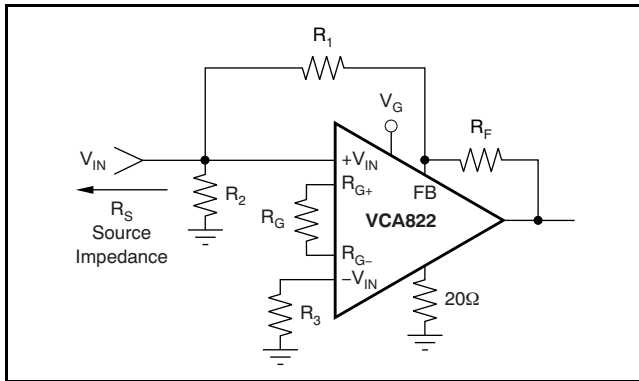 R1
VG
RF
VIN
+VIN
RG+
FB
R2
RG
VCA822
RS
Source
Impedance
RG−
−VIN
R3
20Ω